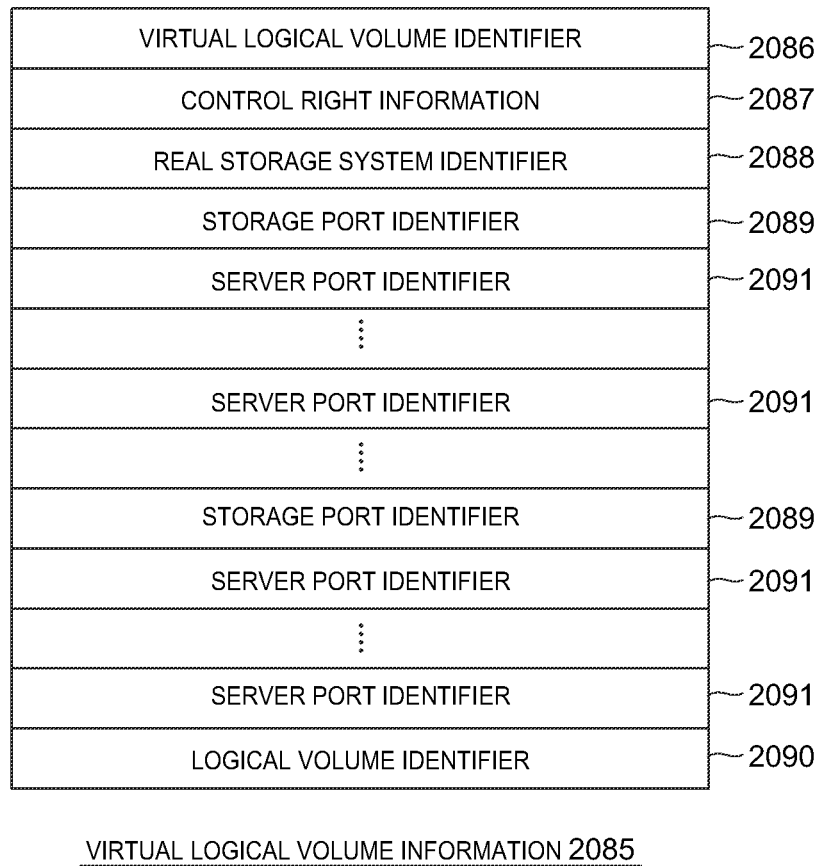 VIRTUAL LOGICAL VOLUME IDENTIFIER 2086
CONTROL RIGHT INFORMATION 2087
REAL STORAGE SYSTEM IDENTIFIER 2088
STORAGE PORT IDENTIFIER 2089
SERVER PORT IDENTIFIER 2091
SERVER PORT IDENTIFIER 2091
STORAGE PORT IDENTIFIER 2089
SERVER PORT IDENTIFIER 2091
SERVER PORT IDENTIFIER 2091
LOGICAL VOLUME IDENTIFIER 2090
VIRTUAL LOGICAL VOLUME INFORMATION 2085